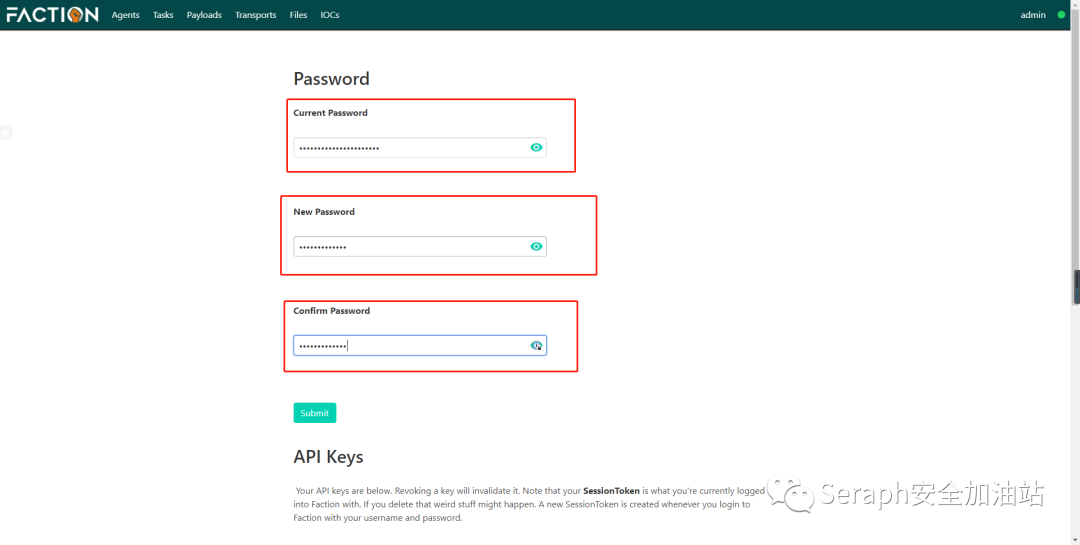 FACTION Agents Tasks Payloads Transports Files IOCs admin
Password
Current Password
••••••••••••••••••••••
New Password
•••••••••••••
Confirm Password
•••••••••••••
Submit
API Keys
Your API keys are below. Revoking a key will invalidate it. Note that your SessionToken is what you're currently logged
into Faction with. If you delete that weird stuff might happen. A new SessionToken is created whenever you login to
Faction with your username and password.
Seraph安全加油站